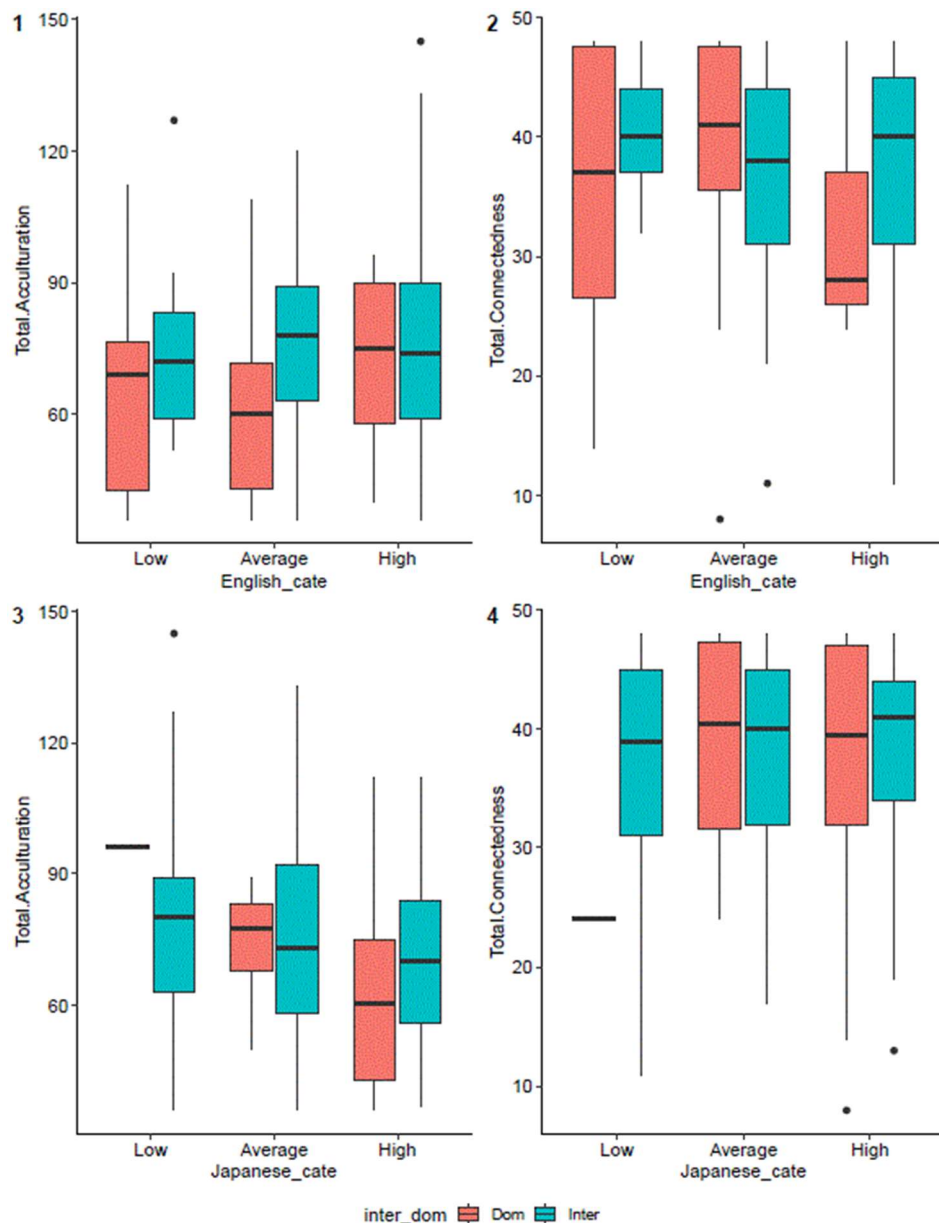 1
150
120
90
60
Total.Acculturation
Low Average High
English_cate
2
50
40
30
20
10
Total.Connectedness
Low Average High
English_cate
3
150
120
90
60
Total.Acculturation
Low Average High
Japanese_cate
4
50
40
30
20
10
Total.Connectedness
Low Average High
Japanese_cate
inter_dom Dom Inter